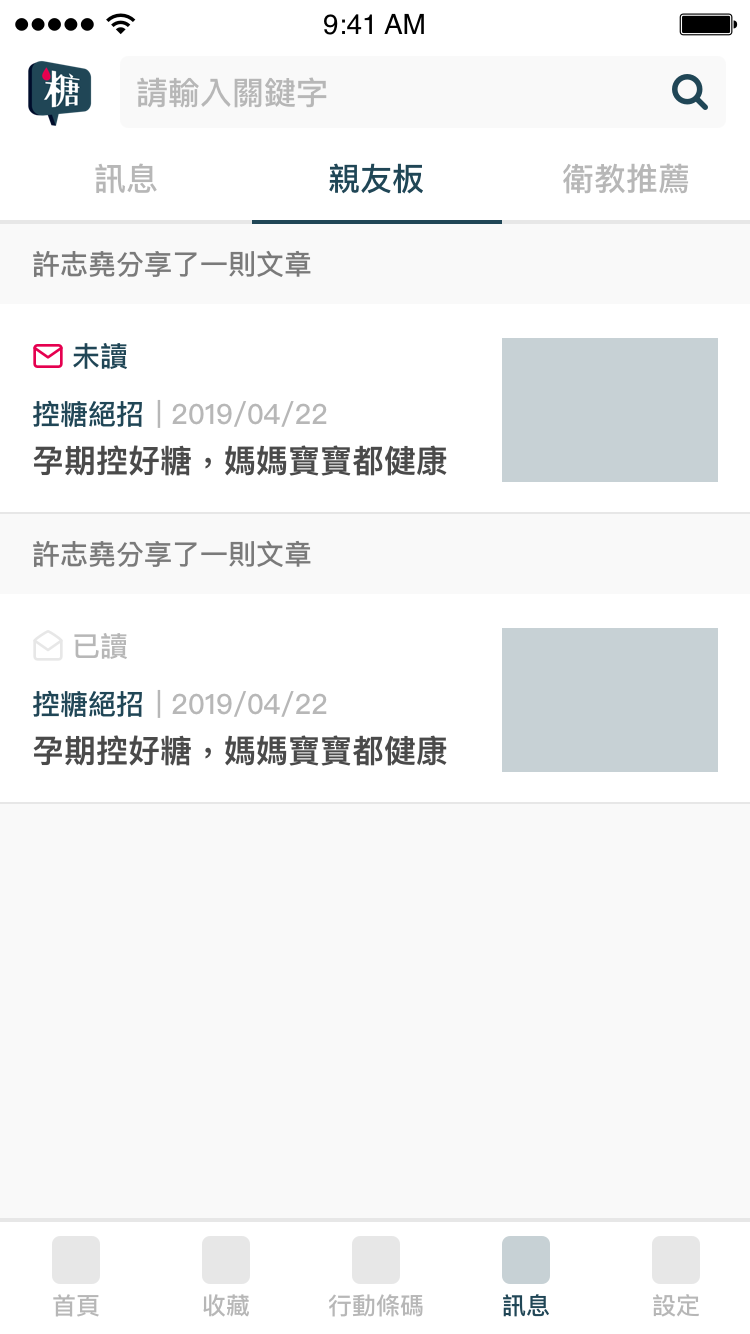 9:41 AM
糖
請輸入關鍵字
訊息 親友板 衛教推薦
許志堯分享了一則文章
未讀
控糖絕招 | 2019/04/22
孕期控好糖，媽媽寶寶都健康
許志堯分享了一則文章
已讀
控糖絕招 | 2019/04/22
孕期控好糖，媽媽寶寶都健康
首頁 收藏 行動條碼 訊息 設定